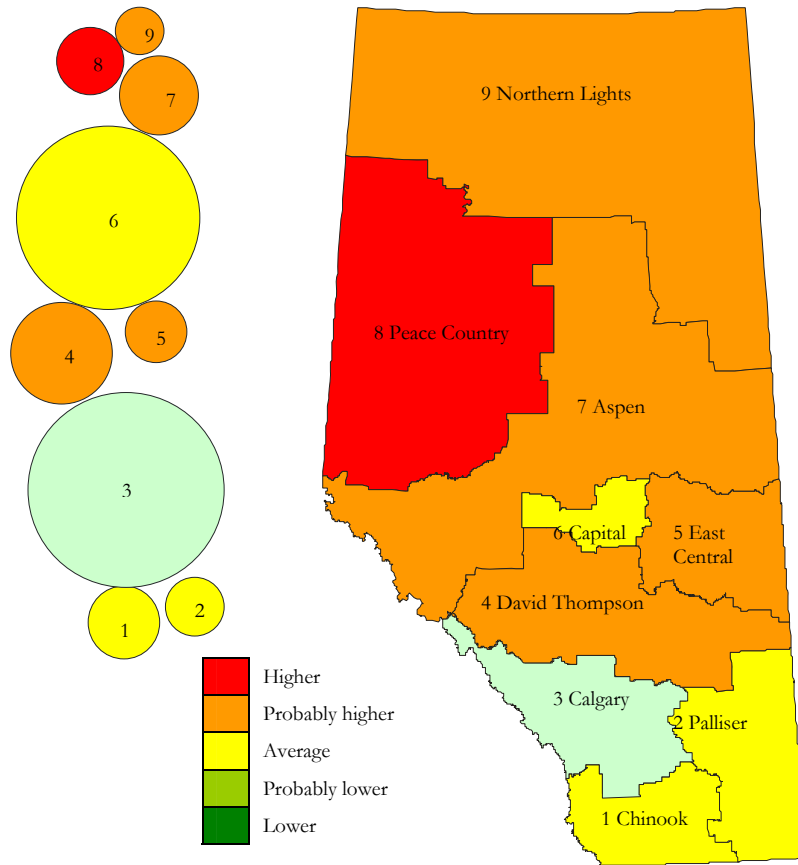 9
8
7
6
5
4
3
2
1
9 Northern Lights
8 Peace Country
7 Aspen
6 Capital
5 East
Central
4 David Thompson
3 Calgary
2 Palliser
1 Chinook
Higher
Probably higher
Average
Probably lower
Lower